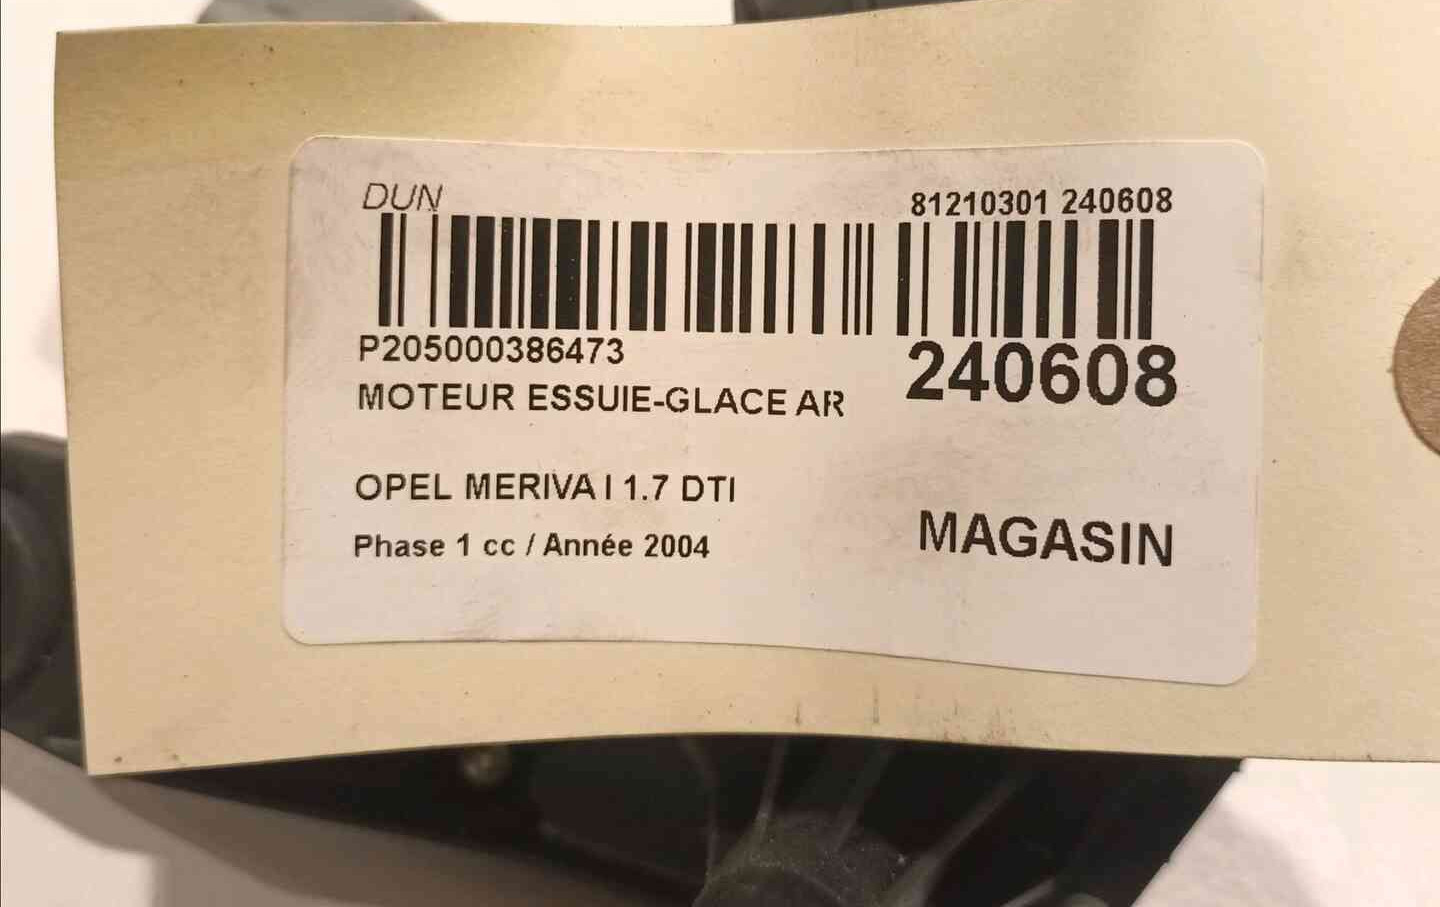 DUN
81210301 240608
P205000386473
240608
MOTEUR ESSUIE-GLACE AR
OPEL MERIVA I 1.7 DTI
Phase 1 cc / Année 2004
MAGASIN